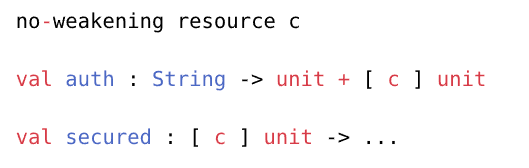 no-weakening resource c
val auth : String -> unit + [ c ] unit
val secured : [ c ] unit -> ...